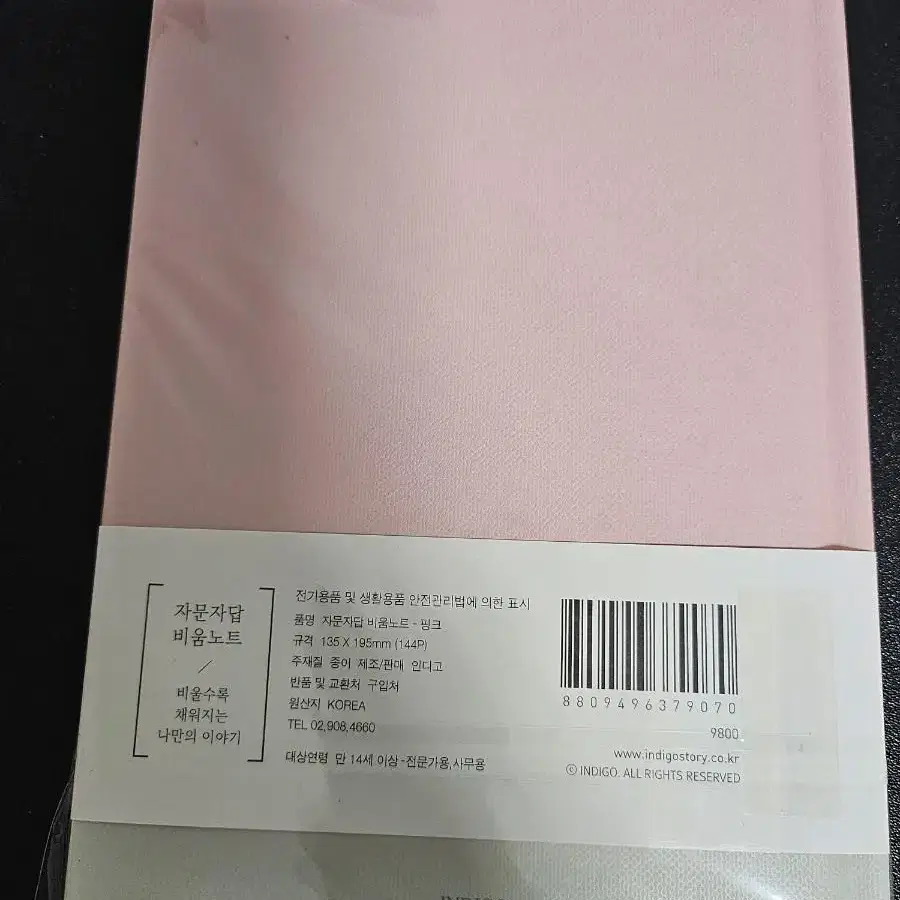 자문자답
비움노트
/
비울수록
채워지는
나만의 이야기
전기용품 및 생활용품 안전관리법에 의한 표시
품명 자문자답 비움노트 - 핑크
규격 135 X 195mm (144P)
주재질 종이 제조/판매 인디고
반품 및 교환처 구입처
원산지 KOREA
TEL 02.908.4660
대상연령 만 14세 이상-전문가용,사무용
8809496379070
9800
www.indigostory.co.kr
ⓒ INDIGO. ALL RIGHTS RESERVED